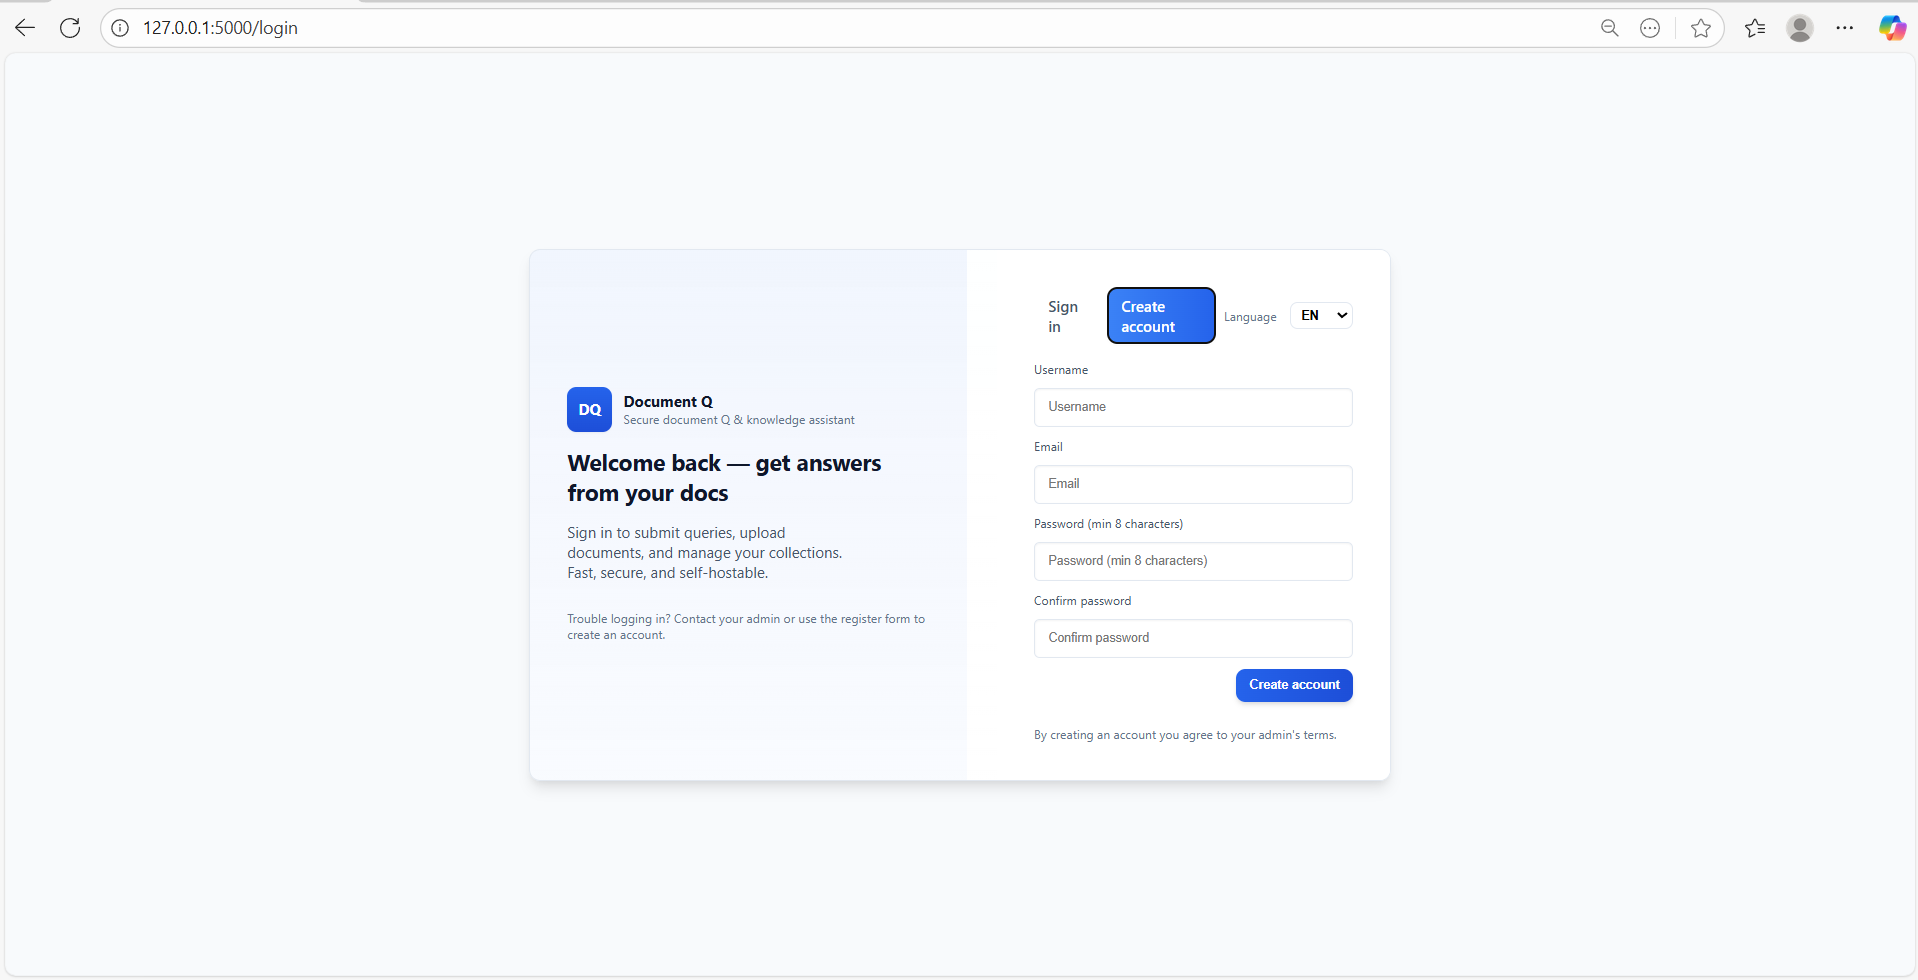 127.0.0.1:5000/login
DQ
Document Q
Secure document Q & knowledge assistant
Welcome back — get answers
from your docs
Sign in to submit queries, upload
documents, and manage your collections.
Fast, secure, and self-hostable.
Trouble logging in? Contact your admin or use the register form to
create an account.
Sign
in
Create
account
Language
EN
Username
Username
Email
Email
Password (min 8 characters)
Password (min 8 characters)
Confirm password
Confirm password
Create account
By creating an account you agree to your admin's terms.